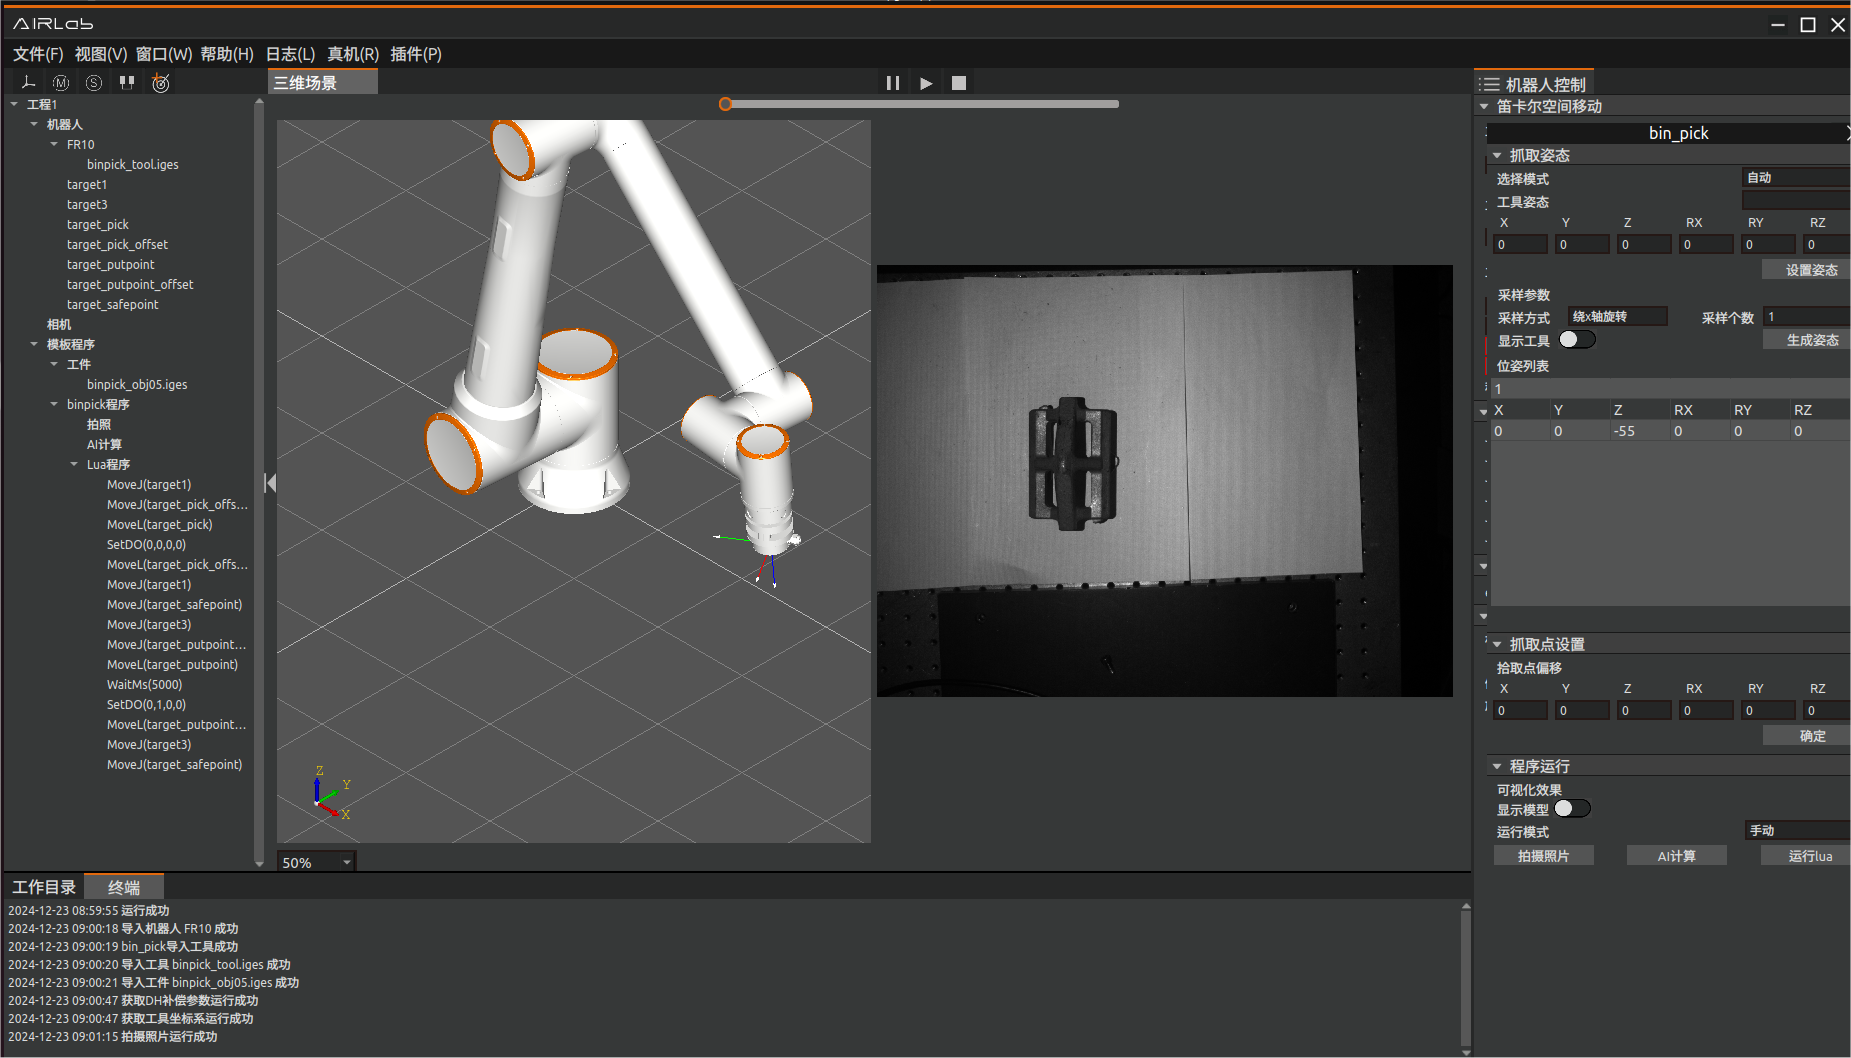 AIRLab
文件(F) 视图(V) 窗口(W) 帮助(H) 日志(L) 真机(R) 插件(P)
三维场景
工程1
机器人
FR10
binpick_tool.iges
target1
target3
target_pick
target_pick_offset
target_putpoint
target_putpoint_offset
target_safepoint
相机
模板程序
工件
binpick_obj05.iges
binpick程序
拍照
AI计算
Lua程序
MoveJ(target1)
MoveJ(target_pick_offs...
MoveL(target_pick)
SetDO(0,0,0,0)
MoveL(target_pick_offs...
MoveJ(target1)
MoveJ(target_safepoint)
MoveJ(target3)
MoveJ(target_putpoint...
MoveL(target_putpoint)
WaitMs(5000)
SetDO(0,1,0,0)
MoveL(target_putpoint...
MoveJ(target3)
MoveJ(target_safepoint)
Z
Y
X
50%
机器人控制
笛卡尔空间移动
bin_pick
抓取姿态
选择模式 自动
工具姿态
X Y Z RX RY RZ
0 0 0 0 0 0
设置姿态
采样参数
采样方式 绕x轴旋转 采样个数 1
显示工具 生成姿态
位姿列表
1
X Y Z RX RY RZ
0 0 -55 0 0 0
抓取点设置
拾取点偏移
X Y Z RX RY RZ
0 0 0 0 0 0
确定
程序运行
可视化效果
显示模型
运行模式 手动
拍摄照片 AI计算 运行lua
工作目录 终端
2024-12-23 08:59:55 运行成功
2024-12-23 09:00:18 导入机器人 FR10 成功
2024-12-23 09:00:19 bin_pick导入工具成功
2024-12-23 09:00:20 导入工具 binpick_tool.iges 成功
2024-12-23 09:00:21 导入工件 binpick_obj05.iges 成功
2024-12-23 09:00:47 获取DH补偿参数运行成功
2024-12-23 09:00:47 获取工具坐标系运行成功
2024-12-23 09:01:15 拍摄照片运行成功